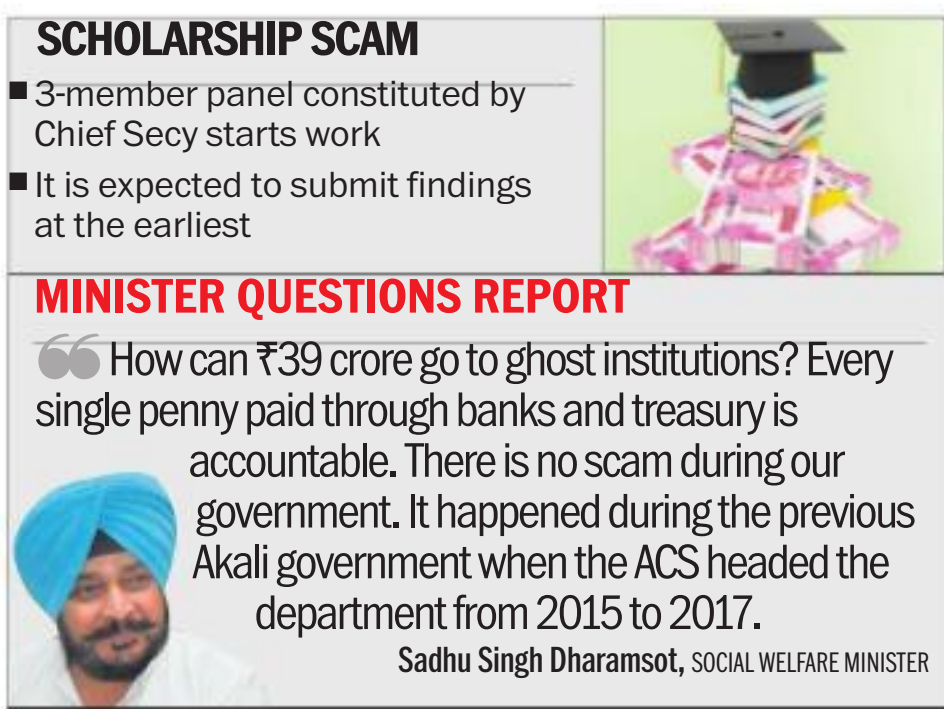 SCHOLARSHIP SCAM
■ 3-member panel constituted by
Chief Secy starts work
■ It is expected to submit findings
at the earliest
MINISTER QUESTIONS REPORT
“How can ₹39 crore go to ghost institutions? Every
single penny paid through banks and treasury is
accountable. There is no scam during our
government. It happened during the previous
Akali government when the ACS headed the
department from 2015 to 2017.
Sadhu Singh Dharamsot, SOCIAL WELFARE MINISTER